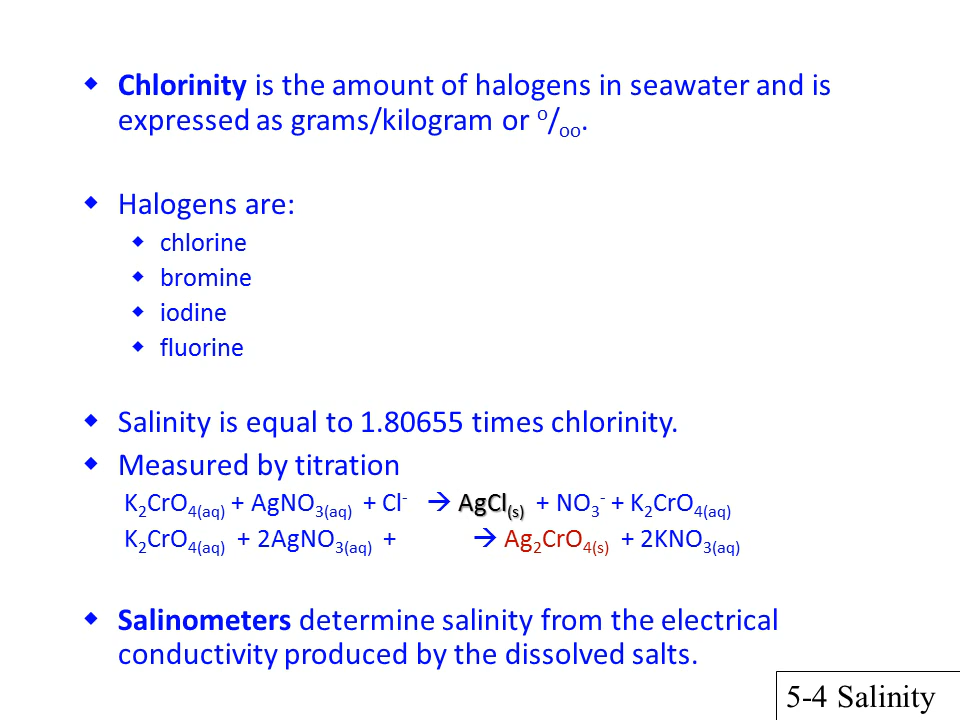 ◆ Chlorinity is the amount of halogens in seawater and is
expressed as grams/kilogram or º/ₒₒ.
◆ Halogens are:
◆ chlorine
◆ bromine
◆ iodine
◆ fluorine
◆ Salinity is equal to 1.80655 times chlorinity.
◆ Measured by titration
K₂CrO₄₍aq₎ + AgNO₃₍aq₎ + Cl⁻ → AgCl₍s₎ + NO₃⁻ + K₂CrO₄₍aq₎
K₂CrO₄₍aq₎ + 2AgNO₃₍aq₎ + → Ag₂CrO₄₍s₎ + 2KNO₃₍aq₎
◆ Salinometers determine salinity from the electrical
conductivity produced by the dissolved salts.
5-4 Salinity